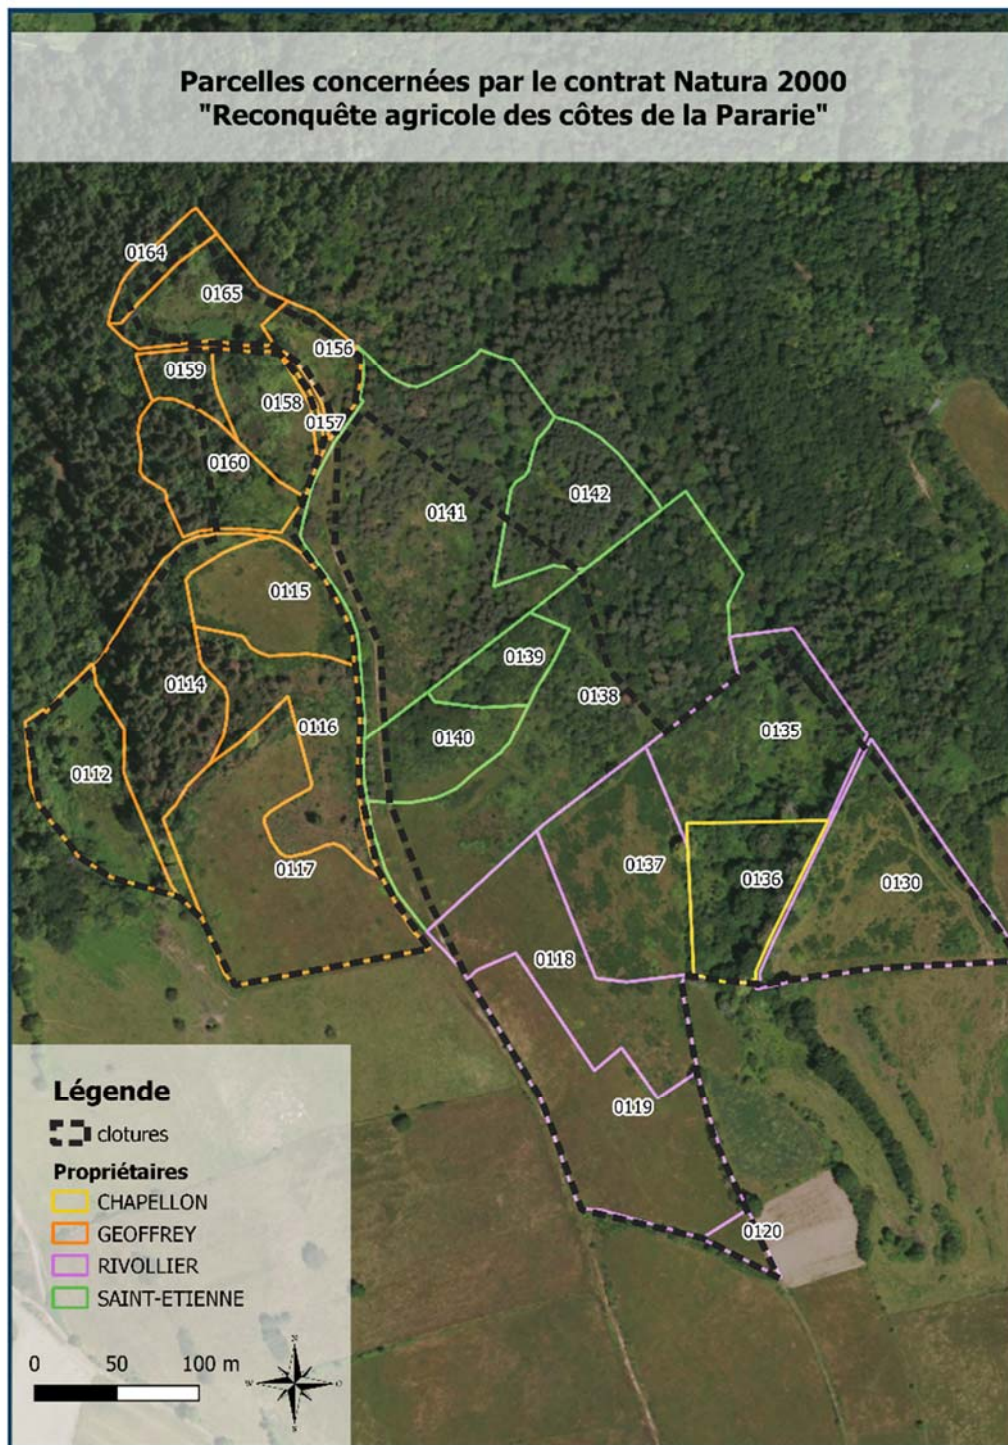 Parcelles concernées par le contrat Natura 2000
"Reconquête agricole des côtes de la Pararie"
0164
0165
0156
0159
0158
0157
0160
0142
0141
0115
0139
0114
0138
0116
0135
0140
0112
0137
0117
0136
0130
0118
0119
0120
Légende
clotures
Propriétaires
CHAPELLON
GEOFFREY
RIVOLLIER
SAINT-ETIENNE
0 50 100 m
N
W O
S